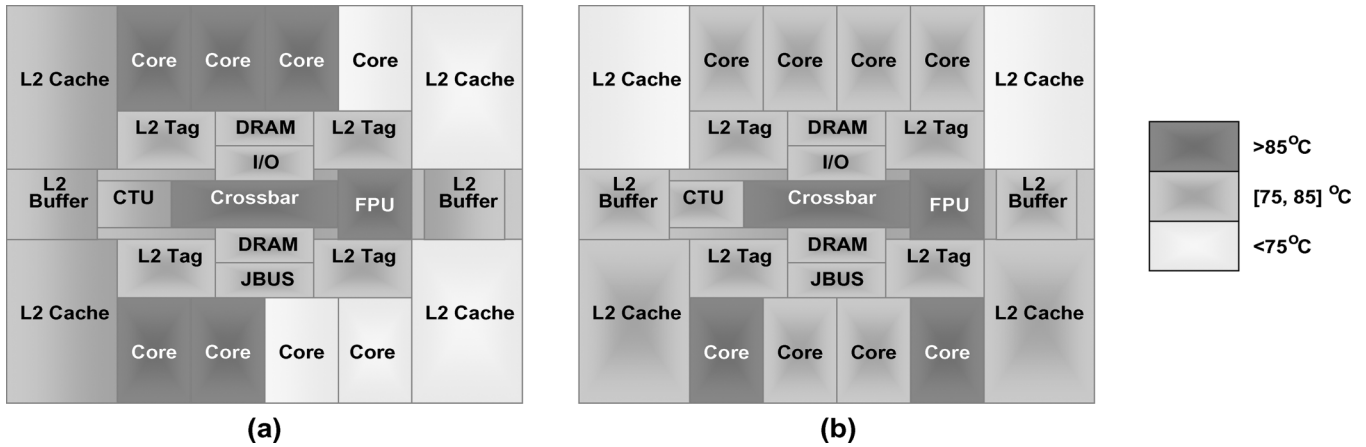 Core Core Core Core
L2 Cache L2 Cache
L2 Tag DRAM L2 Tag
I/O
L2 Buffer CTU Crossbar FPU L2 Buffer
DRAM
L2 Tag L2 Tag
JBUS
L2 Cache L2 Cache
Core Core Core Core
(a)
Core Core Core Core
L2 Cache L2 Cache
L2 Tag DRAM L2 Tag
I/O
L2 Buffer CTU Crossbar FPU L2 Buffer
DRAM
L2 Tag L2 Tag
JBUS
L2 Cache L2 Cache
Core Core Core Core
(b)
>85°C
[75, 85] °C
<75°C